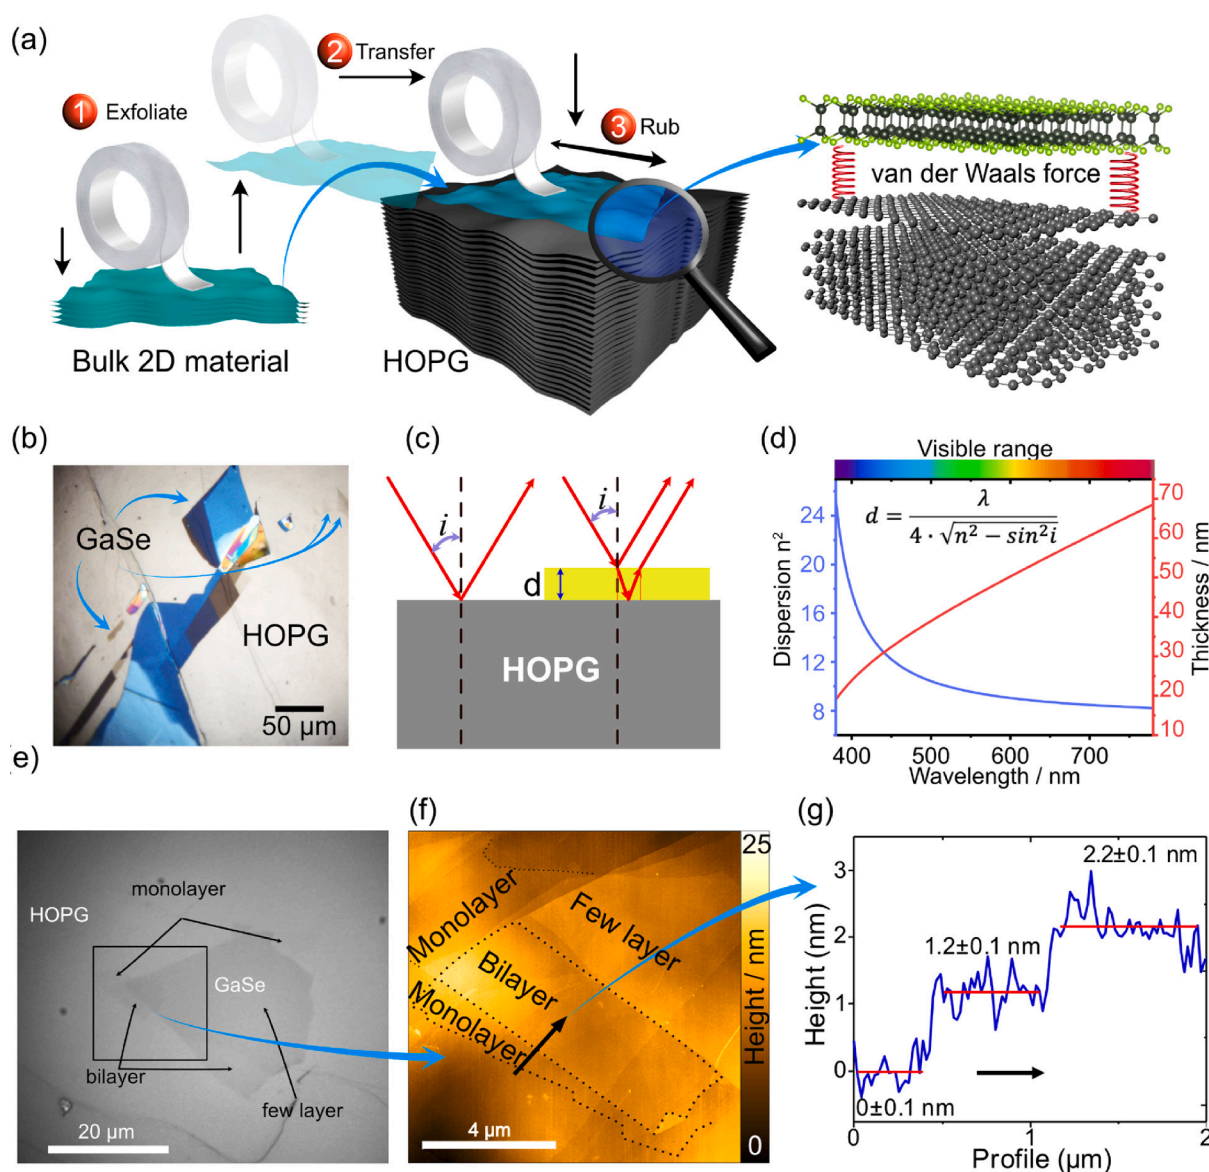 (a)
1 Exfoliate
2 Transfer
3 Rub
van der Waals force
Bulk 2D material
HOPG
(b)
GaSe
HOPG
50 μm
(c)
i
i
d
HOPG
(d)
Visible range
d = λ / 4 · √n² − sin²i
Dispersion n²
24
20
16
12
8
Thickness / nm
70
60
50
40
30
20
10
400 500 600 700
Wavelength / nm
e)
monolayer
HOPG
GaSe
bilayer
few layer
20 μm
(f)
Monolayer
Few layer
Bilayer
Monolayer
4 μm
25
Height / nm
0
(g)
Height (nm)
3
2
1
0
2.2±0.1 nm
1.2±0.1 nm
0±0.1 nm
0 1 2
Profile (μm)